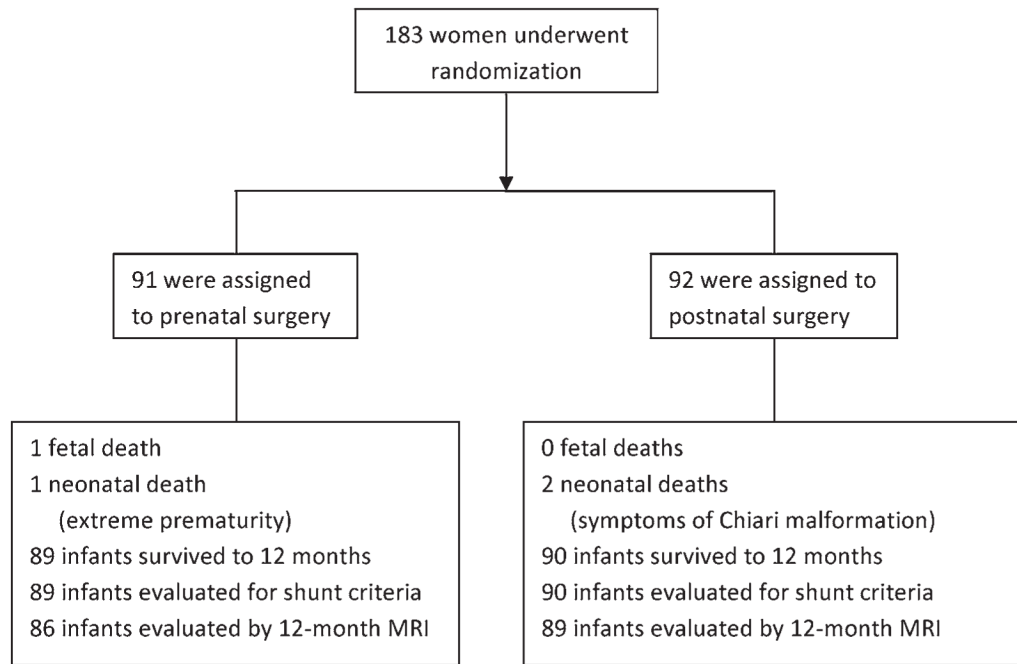 183 women underwent
randomization
91 were assigned
to prenatal surgery
92 were assigned to
postnatal surgery
1 fetal death
1 neonatal death
(extreme prematurity)
89 infants survived to 12 months
89 infants evaluated for shunt criteria
86 infants evaluated by 12-month MRI
0 fetal deaths
2 neonatal deaths
(symptoms of Chiari malformation)
90 infants survived to 12 months
90 infants evaluated for shunt criteria
89 infants evaluated by 12-month MRI